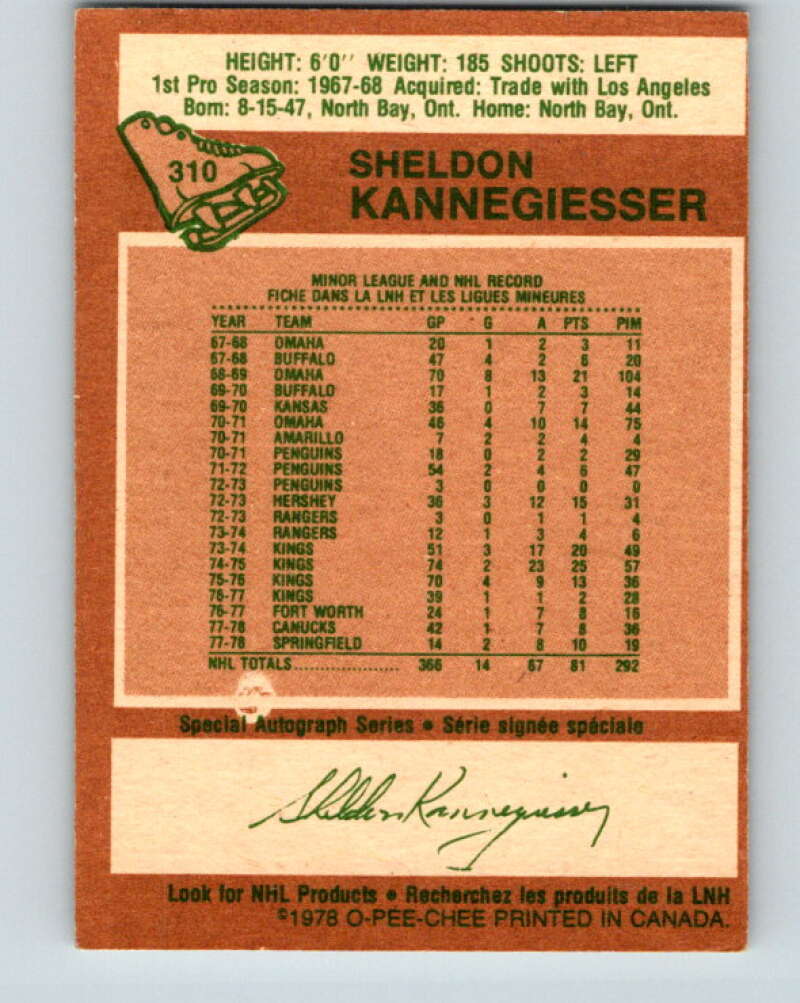 HEIGHT: 6'0'' WEIGHT: 185 SHOOTS: LEFT
1st Pro Season: 1967-68 Acquired: Trade with Los Angeles
Born: 8-15-47, North Bay, Ont. Home: North Bay, Ont.
310
SHELDON
KANNEGIESSER
MINOR LEAGUE AND NHL RECORD
FICHE DANS LA LNH ET LES LIGUES MINEURES
YEAR TEAM GP G A PTS PIM
67-68 OMAHA 20 1 2 3 11
67-68 BUFFALO 47 4 2 6 20
68-69 OMAHA 70 8 13 21 104
69-70 BUFFALO 17 1 2 3 14
69-70 KANSAS 36 0 7 7 44
70-71 OMAHA 46 4 10 14 75
70-71 AMARILLO 7 2 2 4 4
70-71 PENGUINS 18 0 2 2 29
71-72 PENGUINS 54 2 4 6 47
72-73 PENGUINS 3 0 0 0 0
72-73 HERSHEY 36 3 12 15 31
72-73 RANGERS 3 0 1 1 4
73-74 RANGERS 12 1 3 4 6
73-74 KINGS 51 3 17 20 49
74-75 KINGS 74 2 23 25 57
75-76 KINGS 70 4 9 13 36
76-77 KINGS 39 1 1 2 28
76-77 FORT WORTH 24 1 7 8 16
77-78 CANUCKS 42 1 7 8 36
77-78 SPRINGFIELD 14 2 8 10 19
NHL TOTALS.................... 366 14 67 81 292
Special Autograph Series • Série signée spéciale
Sheldon Kannegiesser
Look for NHL Products • Recherchez les produits de la LNH
©1978 O-PEE-CHEE PRINTED IN CANADA.